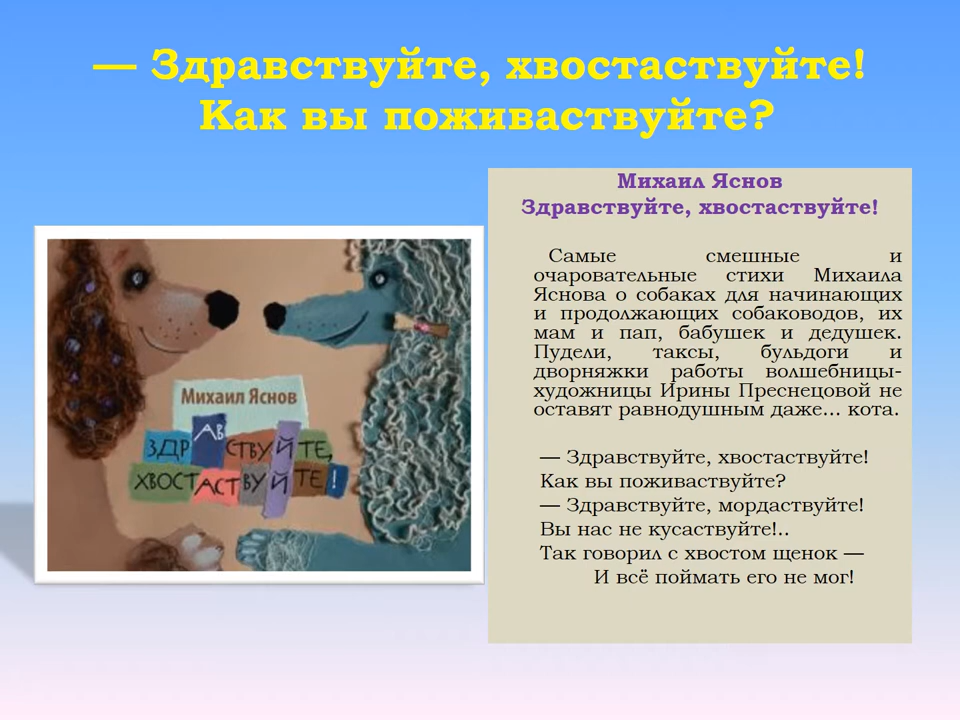 — Здравствуйте, хвостаствуйте!
Как вы поживаствуйте?
Михаил Яснов
ЗДРАВСТВУЙТЕ,
ХВОСТАСТВУЙТЕ!
Михаил Яснов
Здравствуйте, хвостаствуйте!
Самые смешные и
очаровательные стихи Михаила
Яснова о собаках для начинающих
и продолжающих собаководов, их
мам и пап, бабушек и дедушек.
Пудели, таксы, бульдоги и
дворняжки работы волшебницы-
художницы Ирины Преснецовой не
оставят равнодушным даже… кота.
— Здравствуйте, хвостаствуйте!
Как вы поживаствуйте?
— Здравствуйте, мордаствуйте!
Вы нас не кусаствуйте!..
Так говорил с хвостом щенок —
И всё поймать его не мог!